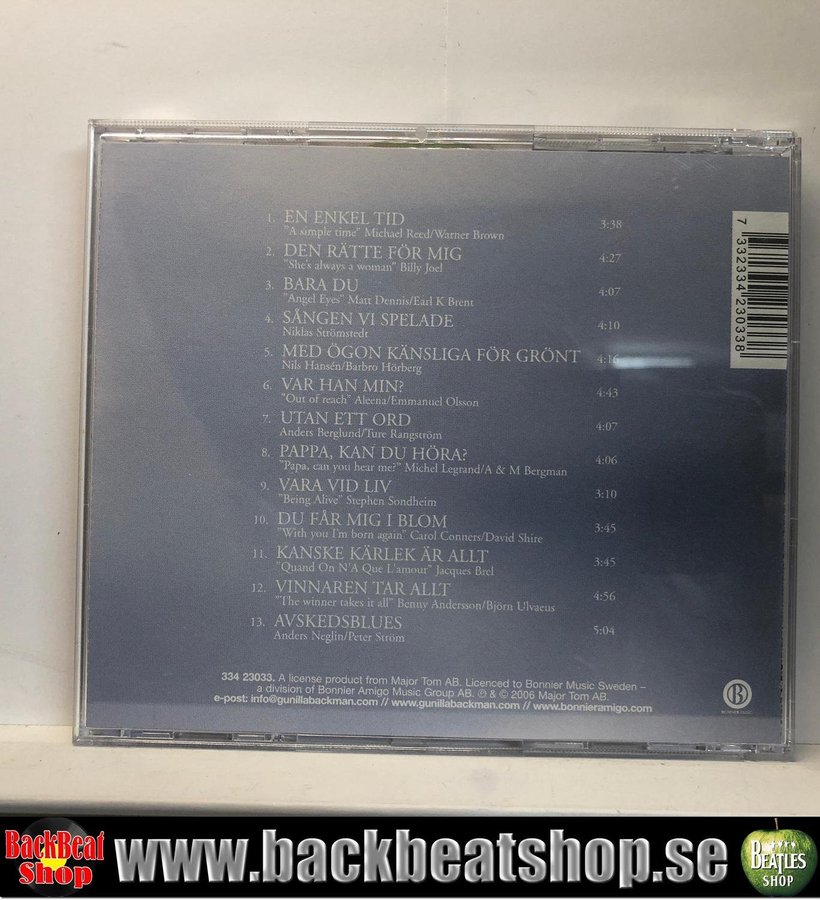 1. EN ENKEL TID 3:38
"A simple time" Michael Reed/Warner Brown
2. DEN RÄTTE FÖR MIG 4:27
"She's always a woman" Billy Joel
3. BARA DU 4:07
"Angel Eyes" Matt Dennis/Earl K Brent
4. SÅNGEN VI SPELADE 4:10
Niklas Strömstedt
5. MED ÖGON KÄNSLIGA FÖR GRÖNT 4:16
Nils Hansén/Barbro Hörberg
6. VAR HAN MIN? 4:43
"Out of reach" Aleena/Emmanuel Olsson
7. UTAN ETT ORD 4:07
Anders Berglund/Ture Rangström
8. PAPPA, KAN DU HÖRA? 4:06
"Papa, can you hear me?" Michel Legrand/A & M Bergman
9. VARA VID LIV 3:10
"Being Alive" Stephen Sondheim
10. DU FÅR MIG I BLOM 3:45
"With you I'm born again" Carol Conners/David Shire
11. KANSKE KÄRLEK ÄR ALLT 3:45
"Quand On N'A Que L'amour" Jacques Brel
12. VINNAREN TAR ALLT 4:56
"The winner takes it all" Benny Andersson/Björn Ulvaeus
13. AVSKEDSBLUES 5:04
Anders Neglin/Peter Ström
7 332334 230338
334 23033. A license product from Major Tom AB. Licenced to Bonnier Music Sweden –
a division of Bonnier Amigo Music Group AB. ℗ & © 2006 Major Tom AB.
e-post: info@gunillabackman.com // www.gunillabackman.com // www.bonnieramigo.com
B
BONNIER MUSIC
BackBeat
Shop
www.backbeatshop.se
BEATLES
SHOP